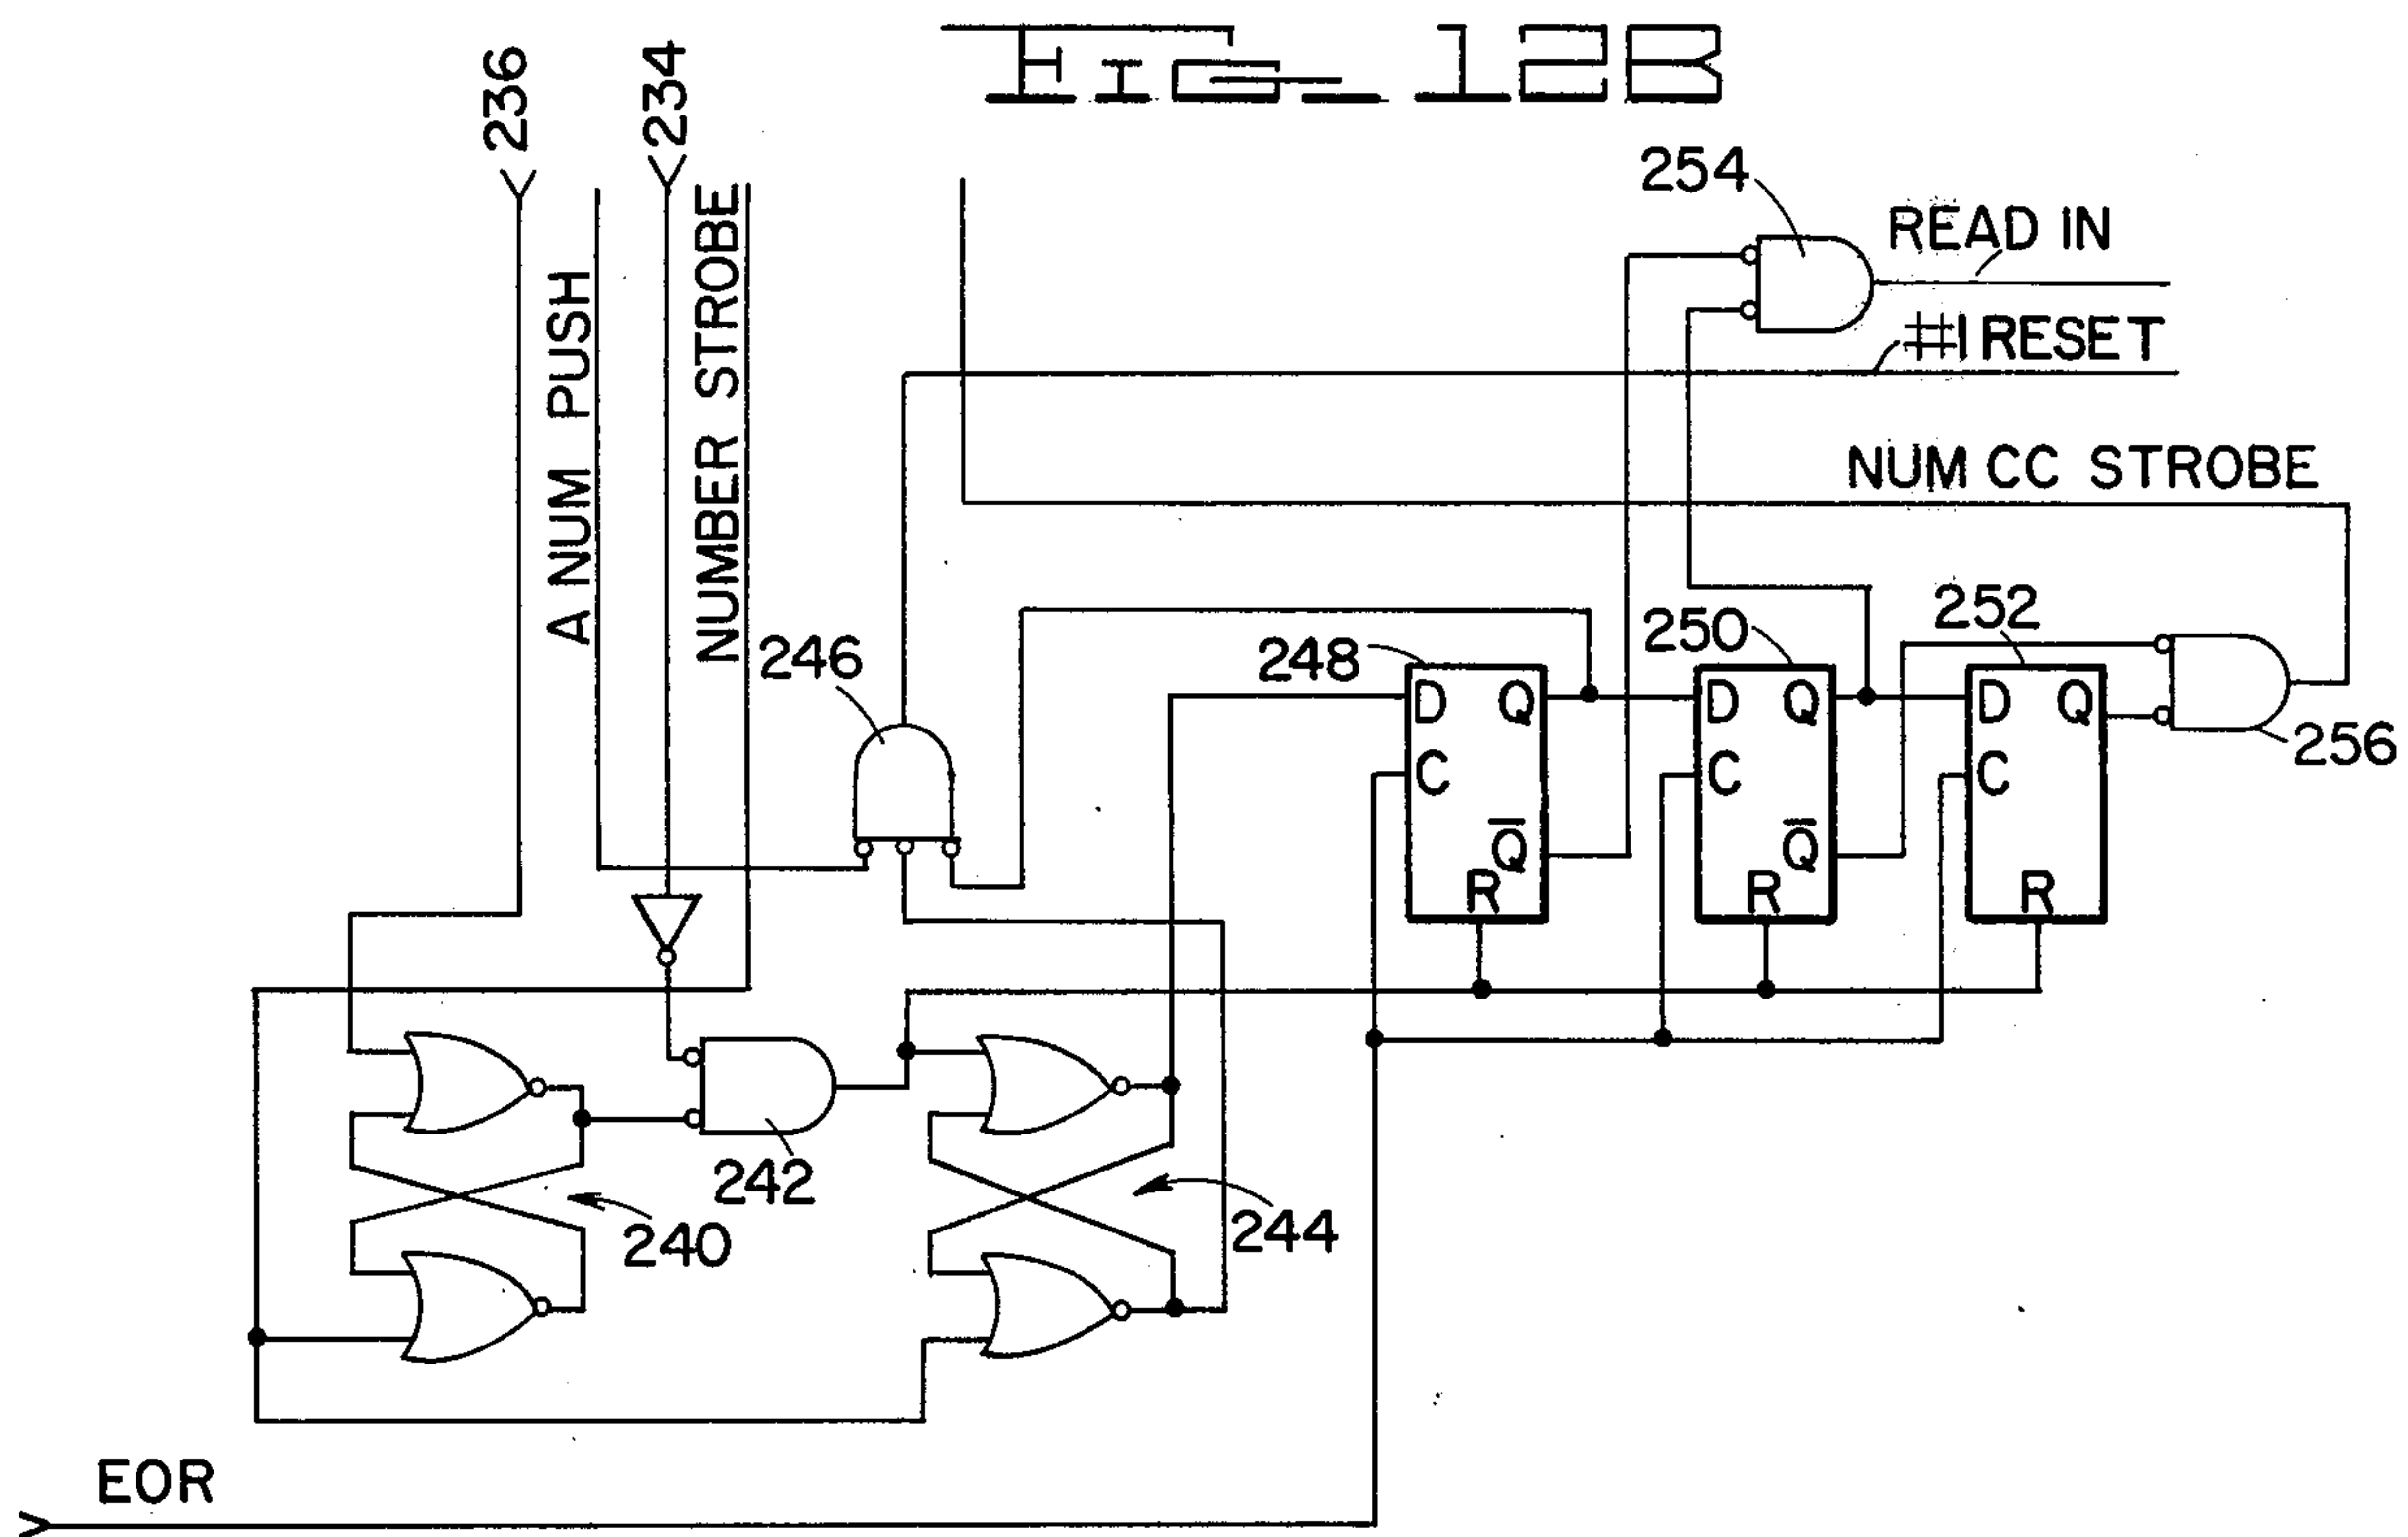 FIG_ 12B
236
234
A NUM PUSH
NUMBER STROBE
254
READ IN
#1 RESET
NUM CC STROBE
246
248
250
252
256
D Q
C
Q̅
R
D Q
C
Q̅
R
D Q
C
R
242
240
244
EOR